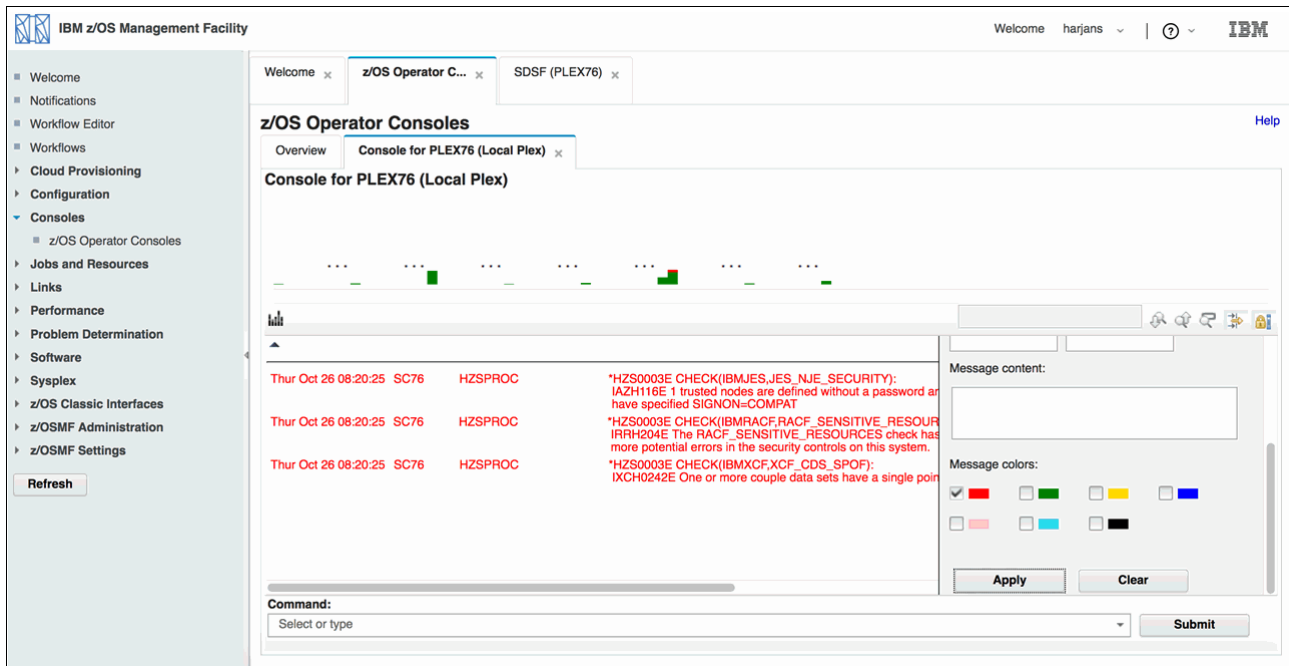 IBM z/OS Management Facility
Welcome harjans
IBM
Welcome
Notifications
Workflow Editor
Workflows
Cloud Provisioning
Configuration
Consoles
z/OS Operator Consoles
Jobs and Resources
Links
Performance
Problem Determination
Software
Sysplex
z/OS Classic Interfaces
z/OSMF Administration
z/OSMF Settings
Refresh
Welcome × z/OS Operator C... × SDSF (PLEX76) ×
z/OS Operator Consoles
Help
Overview Console for PLEX76 (Local Plex) ×
Console for PLEX76 (Local Plex)
... ... ... ... ... ... ...
Thur Oct 26 08:20:25 SC76 HZSPROC *HZS0003E CHECK(IBMJES,JES_NJE_SECURITY):
IAZH116E 1 trusted nodes are defined without a password
have specified SIGNON=COMPAT
Thur Oct 26 08:20:25 SC76 HZSPROC *HZS0003E CHECK(IBMRACF,RACF_SENSITIVE_RESOUR
IRRH204E The RACF_SENSITIVE_RESOURCES check has
more potential errors in the security controls on this system.
Thur Oct 26 08:20:25 SC76 HZSPROC *HZS0003E CHECK(IBMXCF,XCF_CDS_SPOF):
IXCH0242E One or more couple data sets have a single poin
Message content:
Message colors:
Apply Clear
Command:
Select or type
Submit